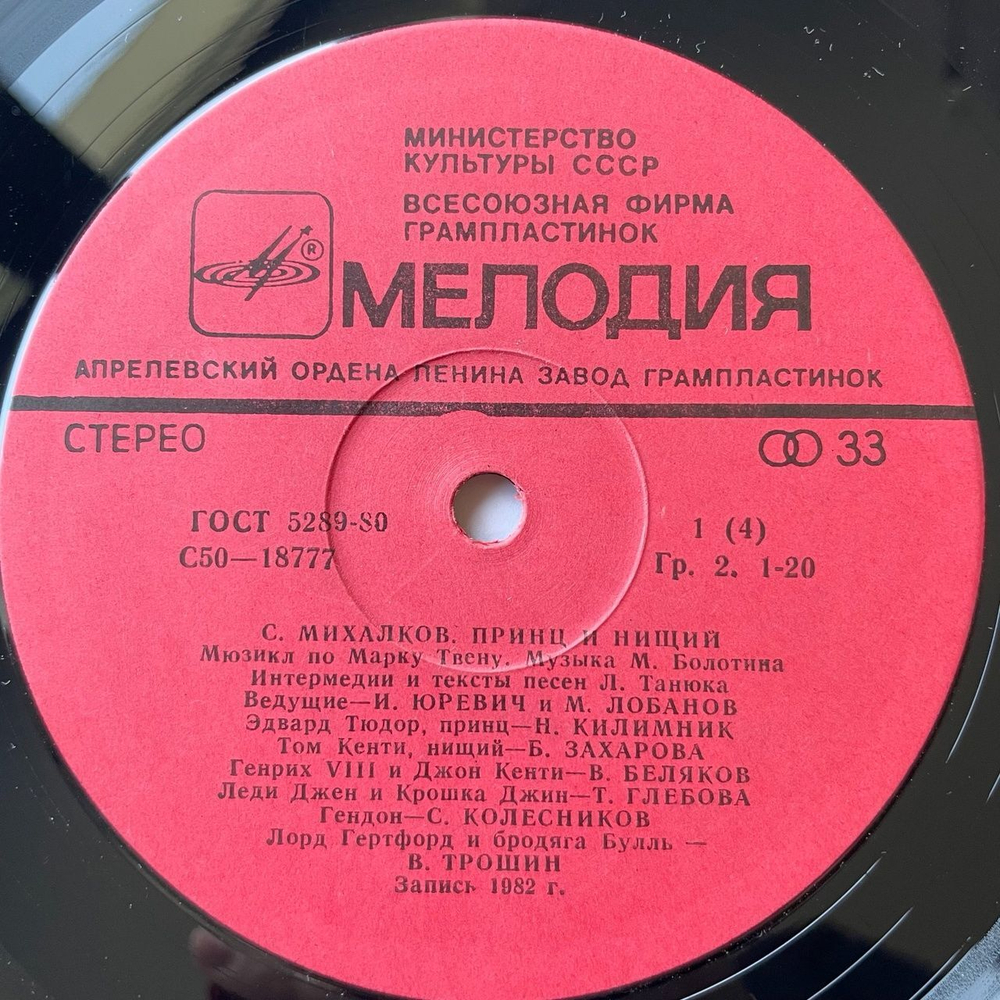 МИНИСТЕРСТВО
КУЛЬТУРЫ СССР
ВСЕСОЮЗНАЯ ФИРМА
ГРАМПЛАСТИНОК
®
МЕЛОДИЯ
АПРЕЛЕВСКИЙ ОРДЕНА ЛЕНИНА ЗАВОД ГРАМПЛАСТИНОК
СТЕРЕО
33
ГОСТ 5289-80
1 (4)
С50—18777
Гр. 2. 1-20
С. МИХАЛКОВ. ПРИНЦ И НИЩИЙ
Мюзикл по Марку Твену. Музыка М. Болотина
Интермедии и тексты песен Л. Танюка
Ведущие—И. ЮРЕВИЧ и М. ЛОБАНОВ
Эдвард Тюдор, принц—Н. КИЛИМНИК
Том Кенти, нищий—Б. ЗАХАРОВА
Генрих VIII и Джон Кенти—В. БЕЛЯКОВ
Леди Джен и Крошка Джин—Т. ГЛЕБОВА
Гендон—С. КОЛЕСНИКОВ
Лорд Гертфорд и бродяга Булль —
В. ТРОШИН
Запись 1982 г.